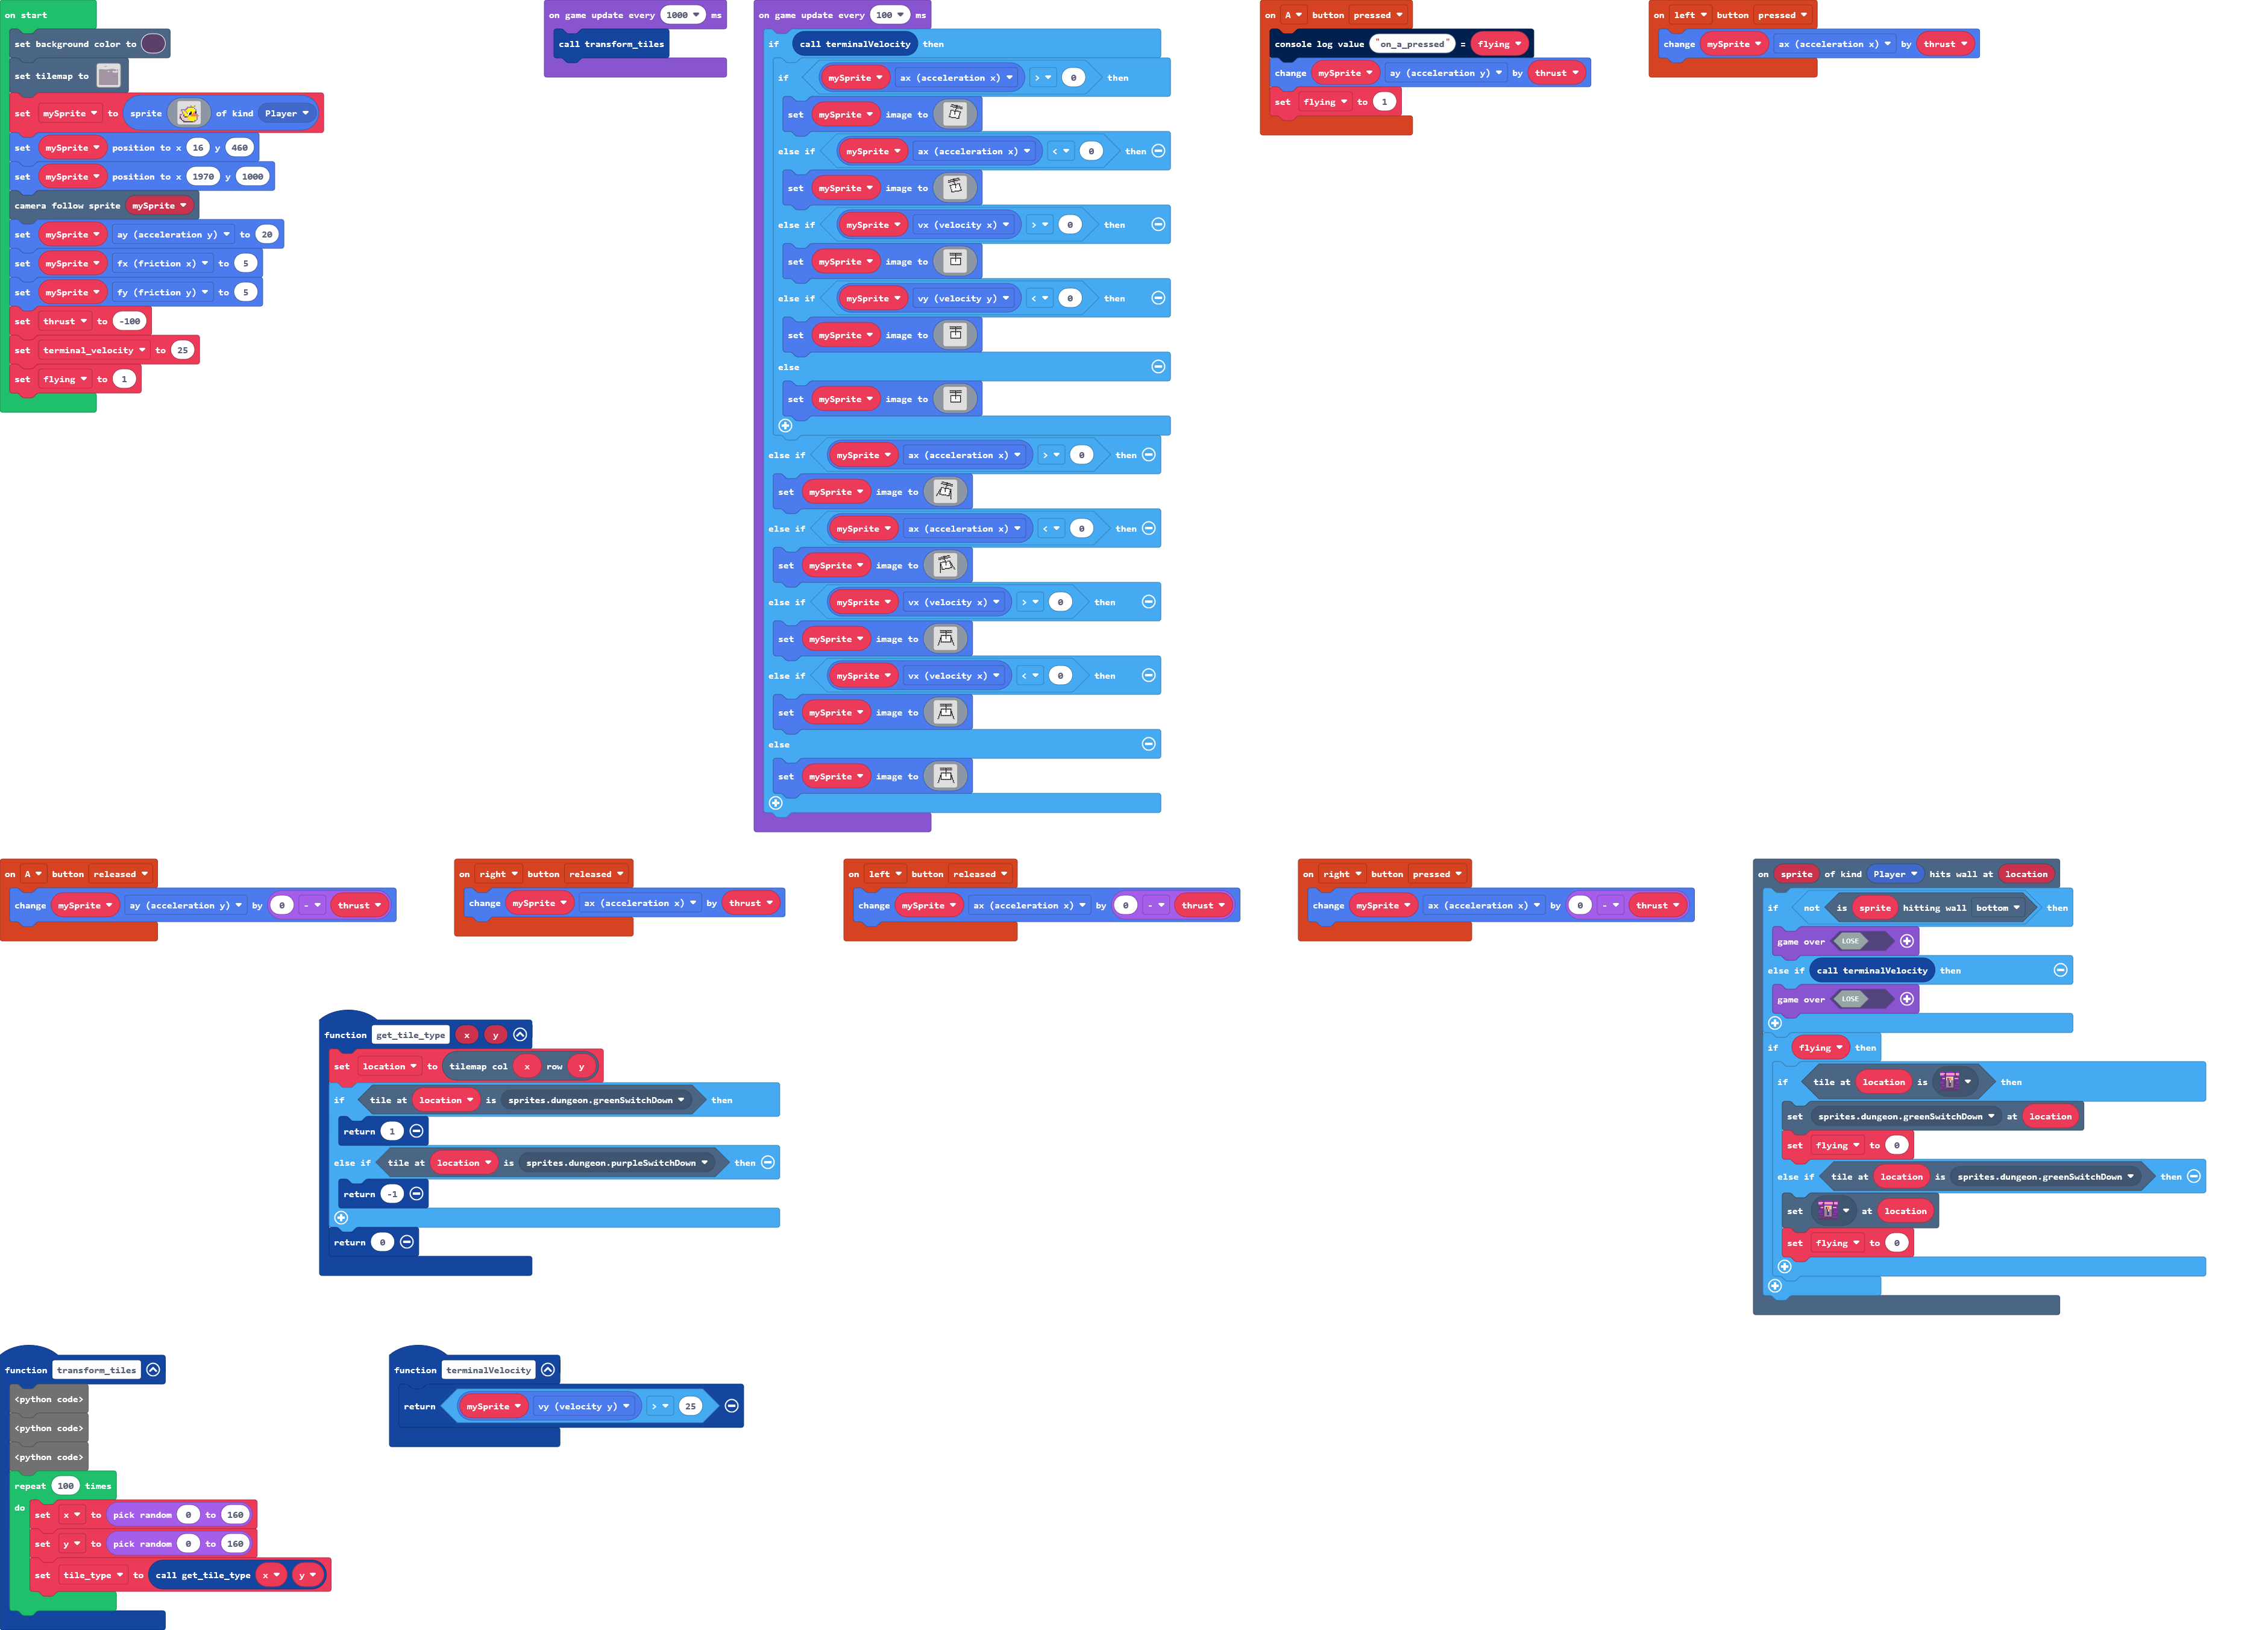 on start
set background color to
set tilemap to
set mySprite to sprite of kind Player
set mySprite position to x 16 y 460
set mySprite position to x 1970 y 1000
camera follow sprite mySprite
set mySprite ay (acceleration y) to 20
set mySprite fx (friction x) to 5
set mySprite fy (friction y) to 5
set thrust to -100
set terminal_velocity to 25
set flying to 1
on game update every 1000 ms
call transform_tiles
on game update every 100 ms
if call terminalVelocity then
if mySprite ax (acceleration x) > 0 then
set mySprite image to
else if mySprite ax (acceleration x) < 0 then
set mySprite image to
else if mySprite vx (velocity x) > 0 then
set mySprite image to
else if mySprite vy (velocity y) < 0 then
set mySprite image to
else
set mySprite image to
else if mySprite ax (acceleration x) > 0 then
set mySprite image to
else if mySprite ax (acceleration x) < 0 then
set mySprite image to
else if mySprite vx (velocity x) > 0 then
set mySprite image to
else if mySprite vx (velocity x) < 0 then
set mySprite image to
else
set mySprite image to
on A button pressed
console log value "on_a_pressed" = flying
change mySprite ay (acceleration y) by thrust
set flying to 1
on left button pressed
change mySprite ax (acceleration x) by thrust
on A button released
change mySprite ay (acceleration y) by 0 - thrust
on right button released
change mySprite ax (acceleration x) by thrust
on left button released
change mySprite ax (acceleration x) by 0 - thrust
on right button pressed
change mySprite ax (acceleration x) by 0 - thrust
on sprite of kind Player hits wall at location
if not is sprite hitting wall bottom then
game over LOSE
else if call terminalVelocity then
game over LOSE
if flying then
if tile at location is then
set sprites.dungeon.greenSwitchDown at location
set flying to 0
else if tile at location is sprites.dungeon.greenSwitchDown then
set at location
set flying to 0
function get_tile_type x y
set location to tilemap col x row y
if tile at location is sprites.dungeon.greenSwitchDown then
return 1
else if tile at location is sprites.dungeon.purpleSwitchDown then
return -1
return 0
function transform_tiles
<python code>
<python code>
<python code>
repeat 100 times
do set x to pick random 0 to 160
set y to pick random 0 to 160
set tile_type to call get_tile_type x y
function terminalVelocity
return mySprite vy (velocity y) > 25